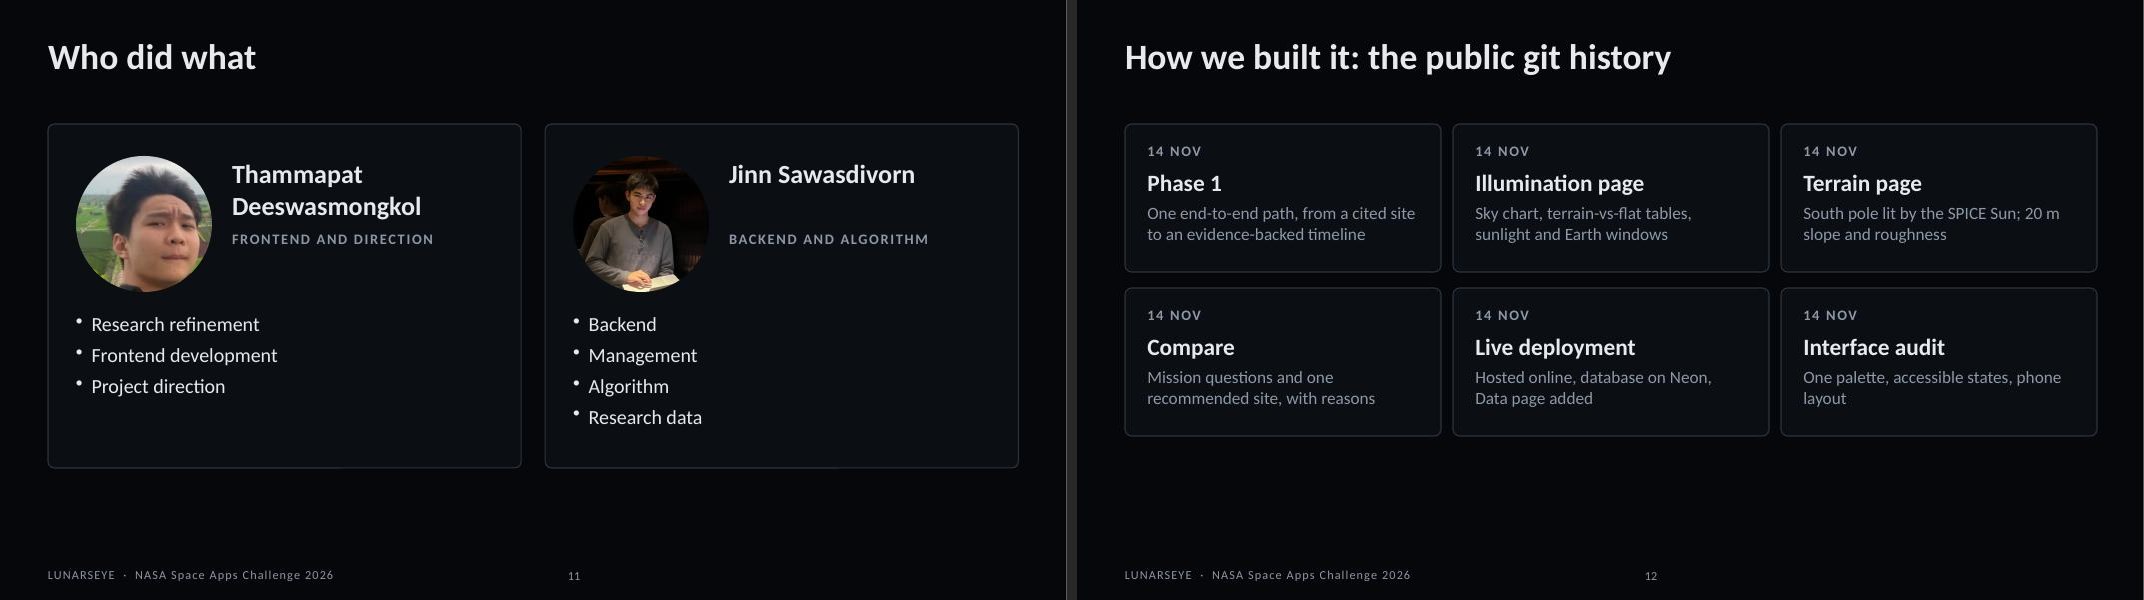 Who did what
Thammapat
Deeswasmongkol
FRONTEND AND DIRECTION
• Research refinement
• Frontend development
• Project direction
Jinn Sawasdivorn
BACKEND AND ALGORITHM
• Backend
• Management
• Algorithm
• Research data
LUNARSEYE · NASA Space Apps Challenge 2026
11
How we built it: the public git history
14 NOV
Phase 1
One end-to-end path, from a cited site
to an evidence-backed timeline
14 NOV
Illumination page
Sky chart, terrain-vs-flat tables,
sunlight and Earth windows
14 NOV
Terrain page
South pole lit by the SPICE Sun; 20 m
slope and roughness
14 NOV
Compare
Mission questions and one
recommended site, with reasons
14 NOV
Live deployment
Hosted online, database on Neon,
Data page added
14 NOV
Interface audit
One palette, accessible states, phone
layout
LUNARSEYE · NASA Space Apps Challenge 2026
12